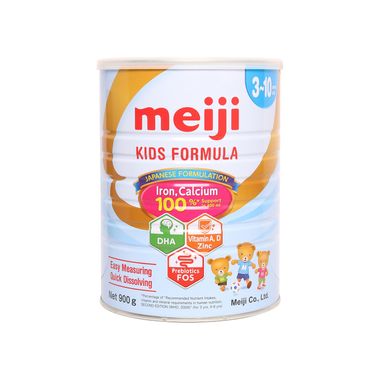 3~10
meiji
KIDS FORMULA
JAPANESE FORMULATION
Iron, Calcium
100%* Support
DHA
Vitamin A, D
Zinc
Prebiotics
FOS
Easy Measuring
Quick Dissolving
Net 900 g
Meiji Co., Ltd.